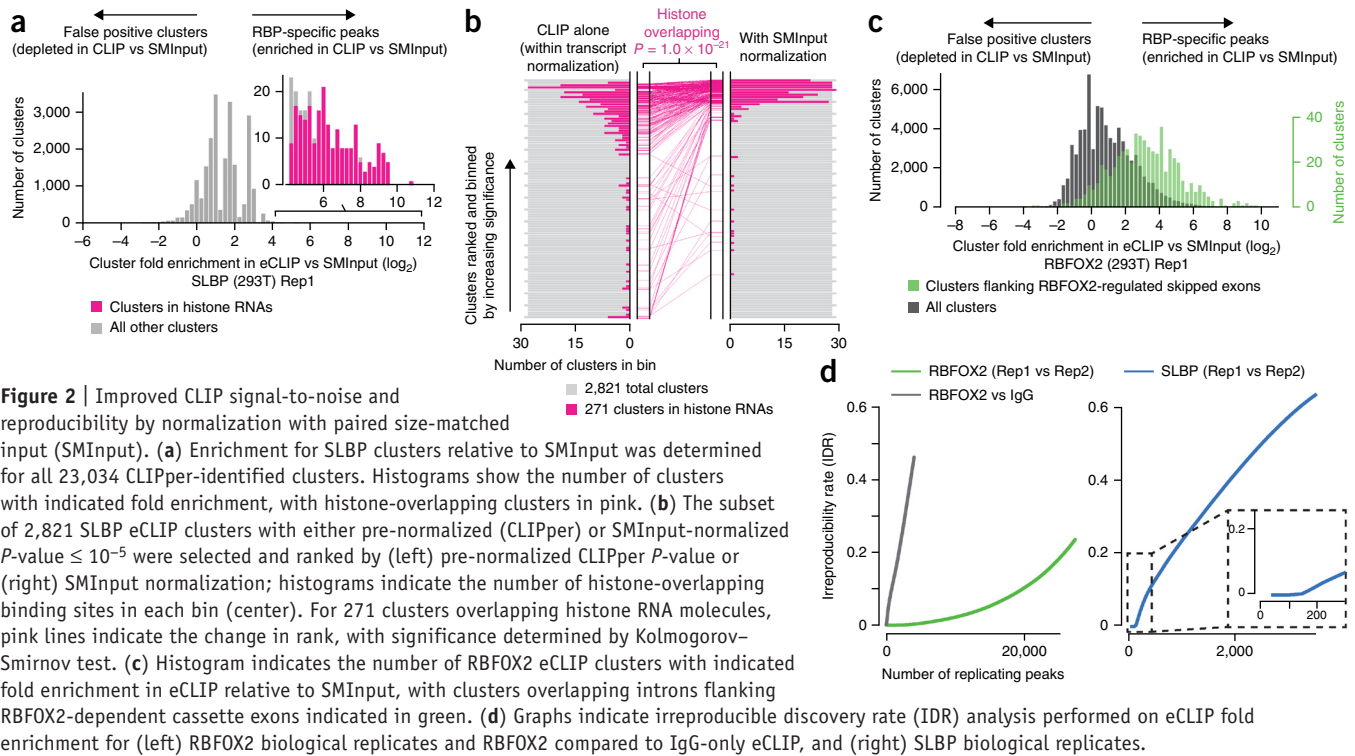 a
False positive clusters
(depleted in CLIP vs SMInput)
RBP-specific peaks
(enriched in CLIP vs SMInput)
Number of clusters
3,000
2,000
1,000
0
20
10
0
6 8 10 12
–6 –4 –2 0 2 4 6 8 10 12
Cluster fold enrichment in eCLIP vs SMInput (log2)
SLBP (293T) Rep1
Clusters in histone RNAs
All other clusters
b
CLIP alone
(within transcript
normalization)
Histone
overlapping
P = 1.0 × 10–21
With SMInput
normalization
Clusters ranked and binned
by increasing significance
30 15 0 0 15 30
Number of clusters in bin
2,821 total clusters
271 clusters in histone RNAs
c
False positive clusters
(depleted in CLIP vs SMInput)
RBP-specific peaks
(enriched in CLIP vs SMInput)
Number of clusters
6,000
4,000
2,000
0
40
20
0
Number of clusters
–8 –6 –4 –2 0 2 4 6 8 10
Cluster fold enrichment in eCLIP vs SMInput (log2)
RBFOX2 (293T) Rep1
Clusters flanking RBFOX2-regulated skipped exons
All clusters
d
RBFOX2 (Rep1 vs Rep2)
RBFOX2 vs IgG
SLBP (Rep1 vs Rep2)
Irreproducibility rate (IDR)
0.6
0.4
0.2
0
0 20,000
Number of replicating peaks
0.6
0.4
0.2
0
0 2,000
0.2
0
0 200
Figure 2 | Improved CLIP signal-to-noise and
reproducibility by normalization with paired size-matched
input (SMInput). (a) Enrichment for SLBP clusters relative to SMInput was determined
for all 23,034 CLIPper-identified clusters. Histograms show the number of clusters
with indicated fold enrichment, with histone-overlapping clusters in pink. (b) The subset
of 2,821 SLBP eCLIP clusters with either pre-normalized (CLIPper) or SMInput-normalized
P-value ≤ 10–5 were selected and ranked by (left) pre-normalized CLIPper P-value or
(right) SMInput normalization; histograms indicate the number of histone-overlapping
binding sites in each bin (center). For 271 clusters overlapping histone RNA molecules,
pink lines indicate the change in rank, with significance determined by Kolmogorov–
Smirnov test. (c) Histogram indicates the number of RBFOX2 eCLIP clusters with indicated
fold enrichment in eCLIP relative to SMInput, with clusters overlapping introns flanking
RBFOX2-dependent cassette exons indicated in green. (d) Graphs indicate irreproducible discovery rate (IDR) analysis performed on eCLIP fold
enrichment for (left) RBFOX2 biological replicates and RBFOX2 compared to IgG-only eCLIP, and (right) SLBP biological replicates.